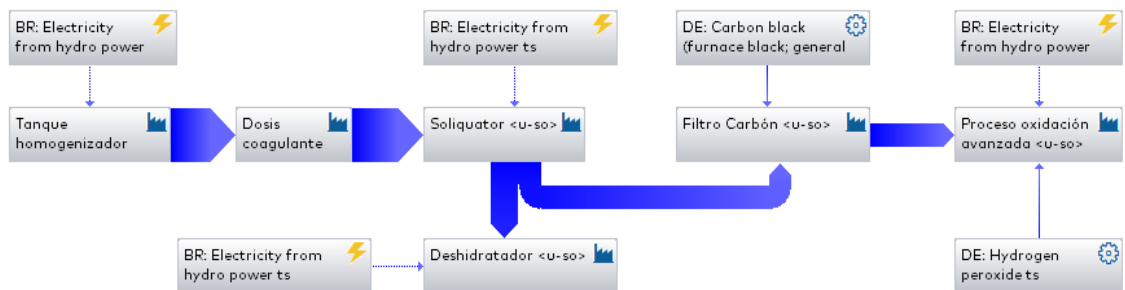 BR: Electricity
from hydro power
BR: Electricity from
hydro power ts
DE: Carbon black
(furnace black; general
BR: Electricity from
hydro power
Tanque
homogenizador
Dosis
coagulante
Soliquator <u-so>
Filtro Carbón <u-so>
Proceso oxidación
avanzada <u-so>
BR: Electricity from
hydro power ts
Deshidratador <u-so>
DE: Hydrogen
peroxide ts